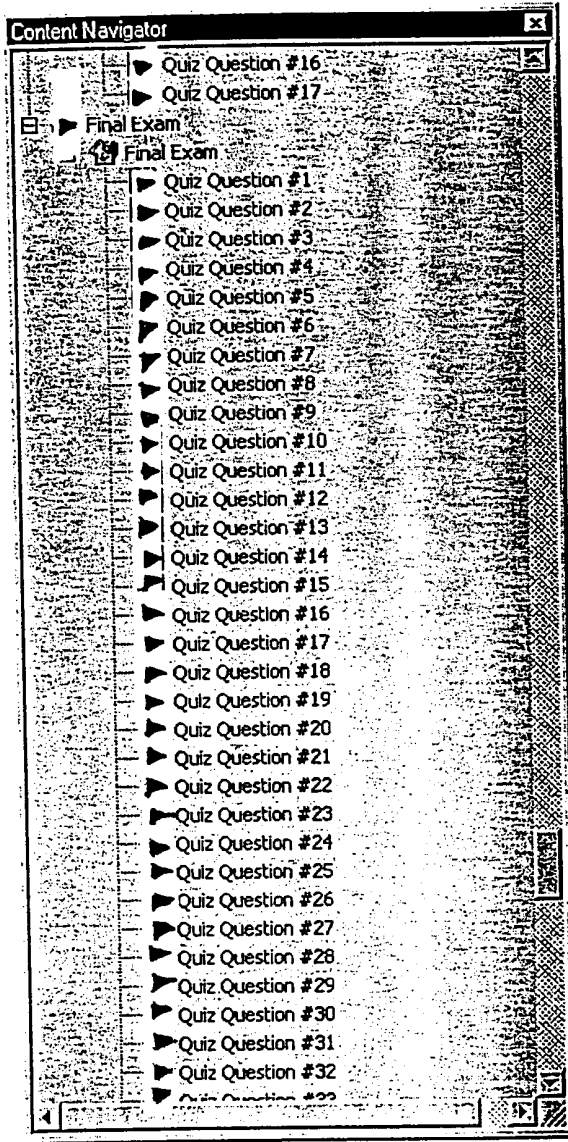 Content Navigator
Quiz Question #16
Quiz Question #17
Final Exam
Final Exam
Quiz Question #1
Quiz Question #2
Quiz Question #3
Quiz Question #4
Quiz Question #5
Quiz Question #6
Quiz Question #7
Quiz Question #8
Quiz Question #9
Quiz Question #10
Quiz Question #11
Quiz Question #12
Quiz Question #13
Quiz Question #14
Quiz Question #15
Quiz Question #16
Quiz Question #17
Quiz Question #18
Quiz Question #19
Quiz Question #20
Quiz Question #21
Quiz Question #22
Quiz Question #23
Quiz Question #24
Quiz Question #25
Quiz Question #26
Quiz Question #27
Quiz Question #28
Quiz Question #29
Quiz Question #30
Quiz Question #31
Quiz Question #32